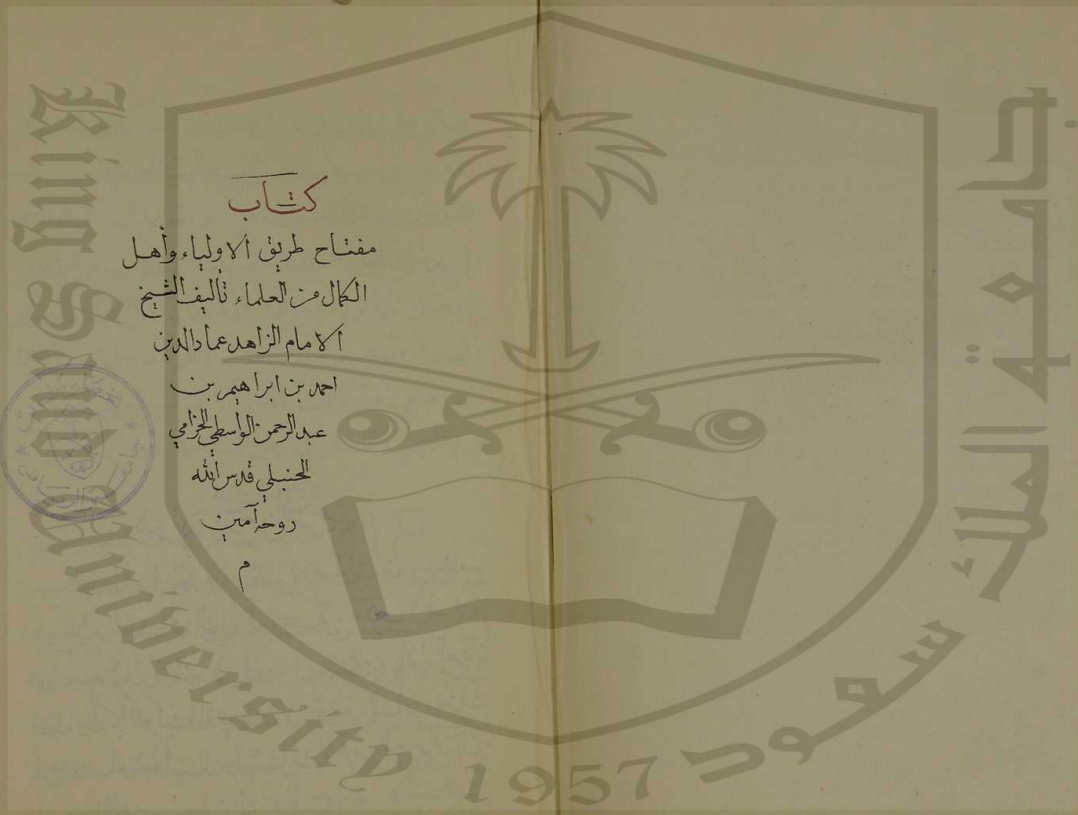 كتاب
مفتاح طريق الاولياء وأهل
الكمال من العلماء تأليف الشيخ
الامام الزاهد عماد الدين
احمد بن ابراهيم بن
عبد الرحمن الواسطي الحزامي
الحنبلي قدس الله
روحه آمين
م
King Saud University 1957
جامعة الملك سعود